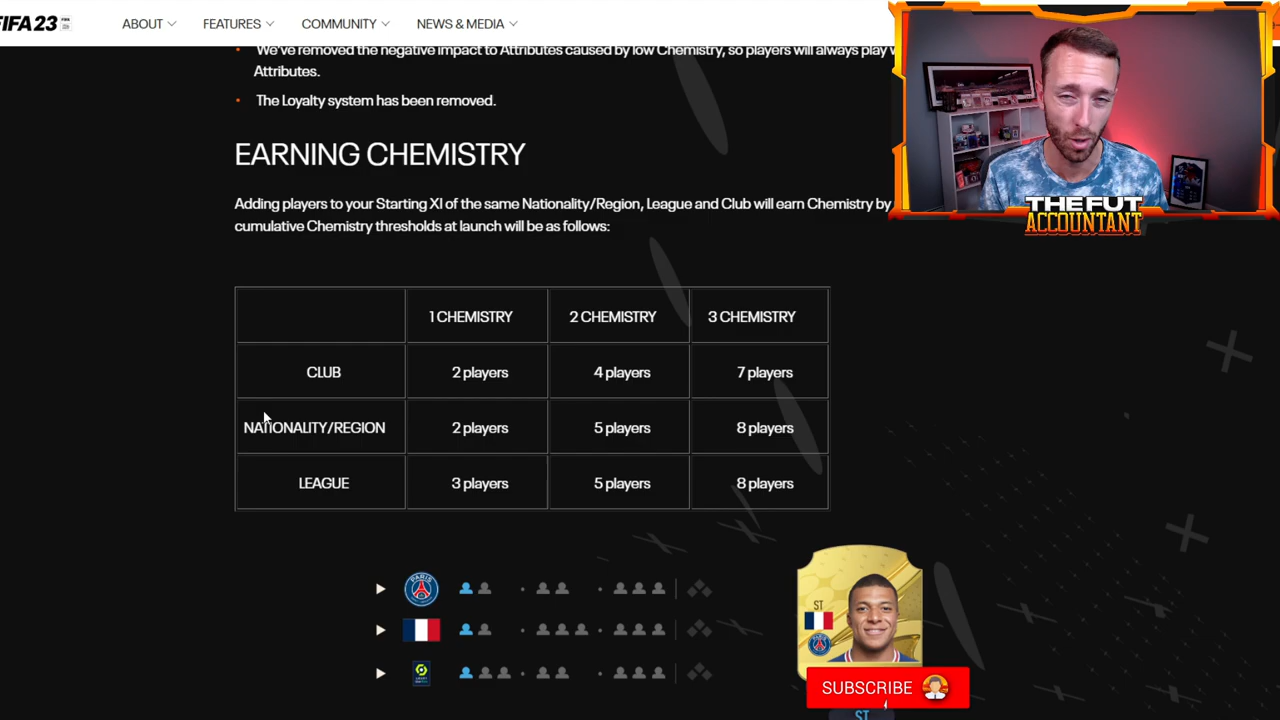 FIFA 23
ABOUT
FEATURES
COMMUNITY
NEWS & MEDIA
We've removed the negative impact to Attributes caused by low Chemistry, so players will always play
Attributes.
The Loyalty system has been removed.
EARNING CHEMISTRY
Adding players to your Starting XI of the same Nationality/Region, League and Club will earn Chemistry by
cumulative Chemistry thresholds at launch will be as follows:
1 CHEMISTRY 2 CHEMISTRY 3 CHEMISTRY
CLUB 2 players 4 players 7 players
NATIONALITY/REGION 2 players 5 players 8 players
LEAGUE 3 players 5 players 8 players
PARIS
ST
SUBSCRIBE
ST
THE FUT
ACCOUNTANT